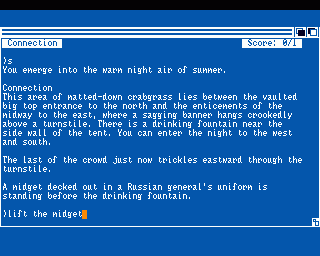 Connection Score: 0/1
)s
You emerge into the warm night air of summer.
Connection
This area of matted-down crabgrass lies between the vaulted
big top entrance to the north and the enticements of the
midway to the east, where a sagging banner hangs crookedly
above a turnstile. There is a drinking fountain near the
side wall of the tent. You can enter the night to the west
and south.
The last of the crowd just now trickles eastward through the
turnstile.
A midget decked out in a Russian general's uniform is
standing before the drinking fountain.
)lift the midget